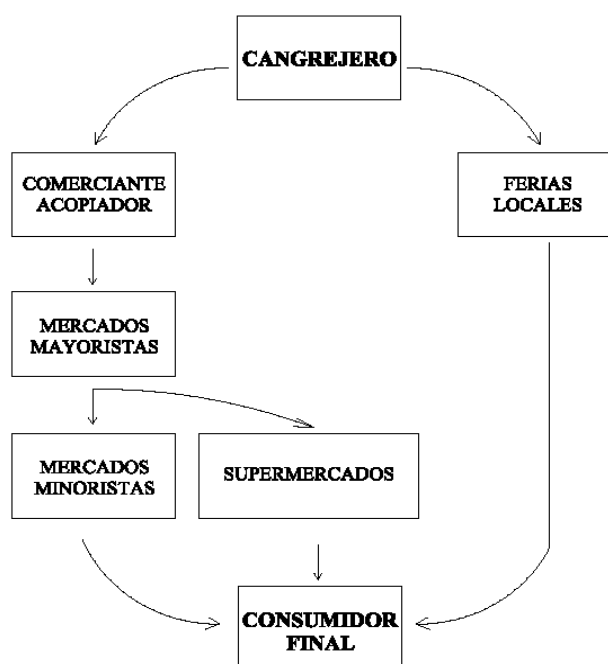 CANGREJERO
COMERCIANTE
ACOPIADOR
FERIAS
LOCALES
MERCADOS
MAYORISTAS
MERCADOS
MINORISTAS
SUPERMERCADOS
CONSUMIDOR
FINAL